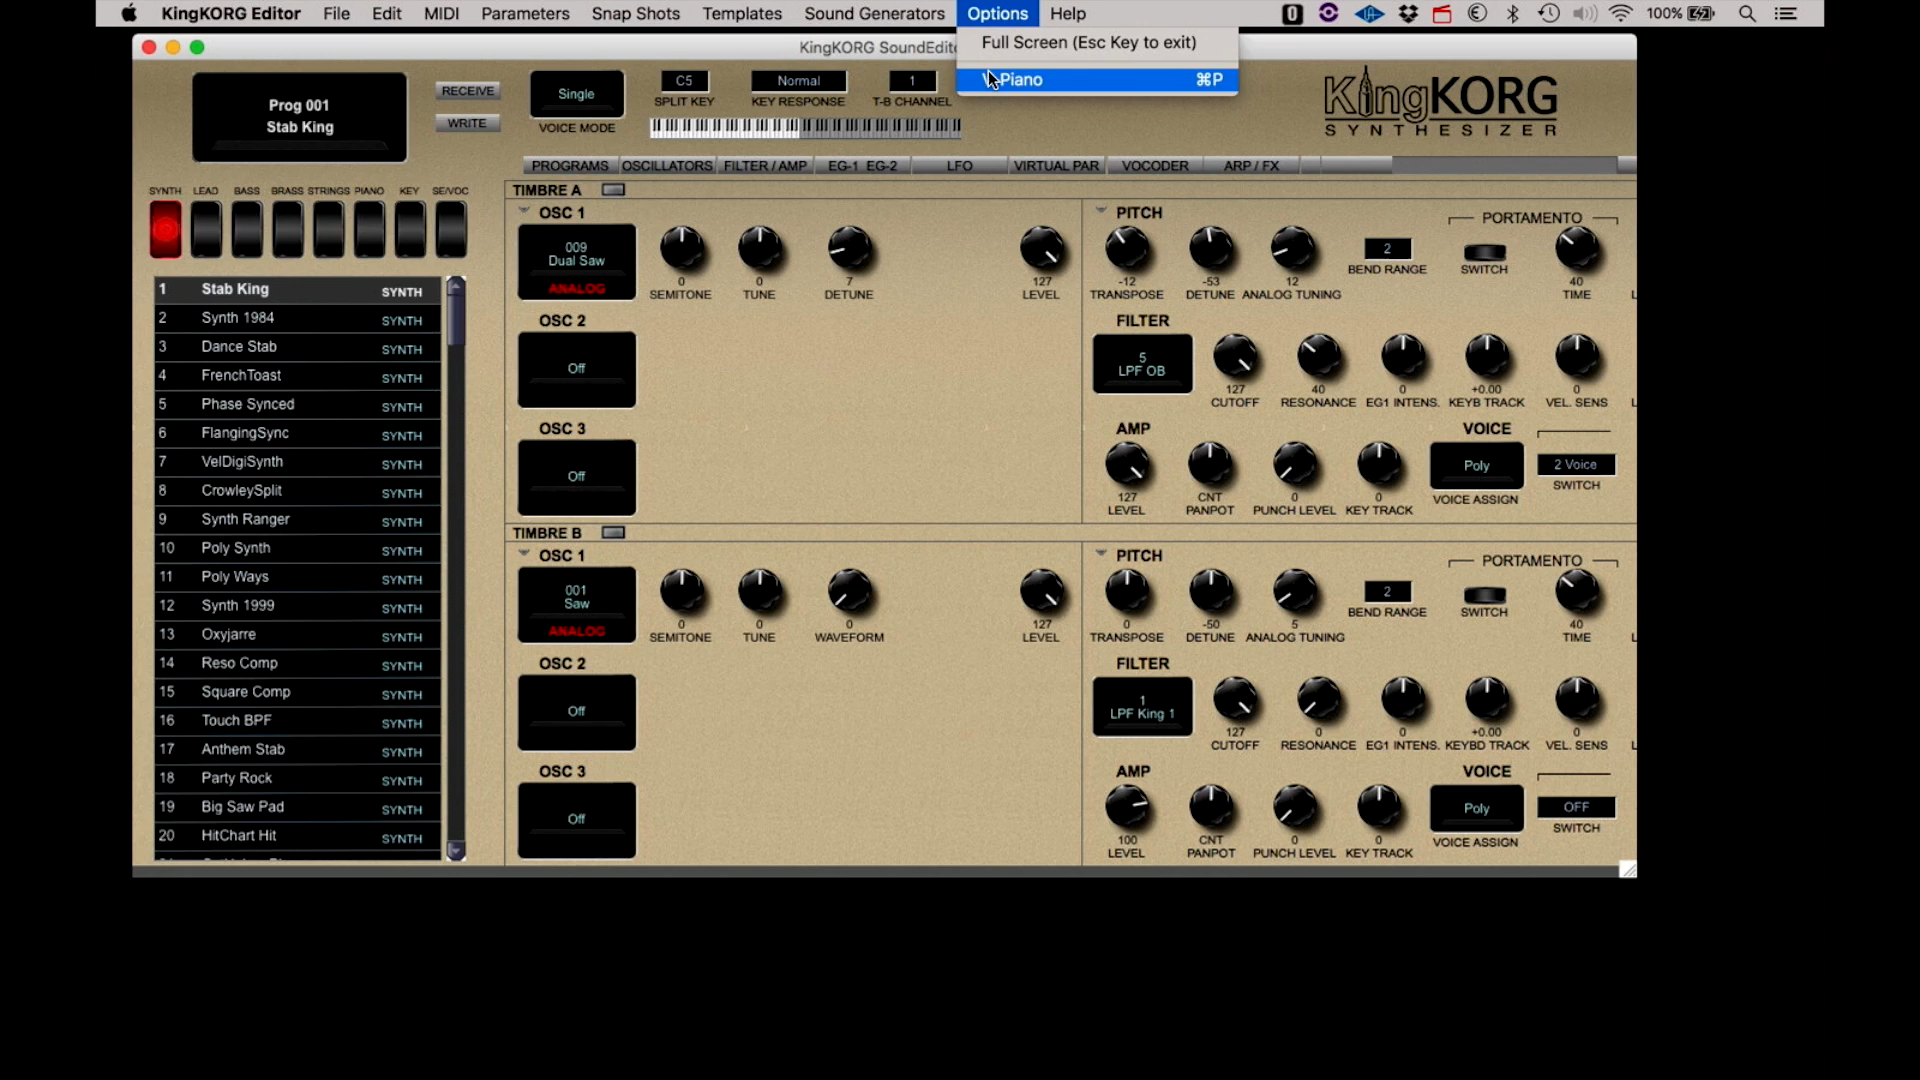 KingKORG Editor File Edit MIDI Parameters Snap Shots Templates Sound Generators Options Help 100%
KingKORG SoundEdito
Full Screen (Esc Key to exit)
Piano ⌘P
Prog 001
Stab King
RECEIVE
WRITE
Single
VOICE MODE
C5
SPLIT KEY
Normal
KEY RESPONSE
1
T-B CHANNEL
KingKORG
SYNTHESIZER
PROGRAMS OSCILLATORS FILTER / AMP EG-1 EG-2 LFO VIRTUAL PAR VOCODER ARP / FX
SYNTH LEAD BASS BRASS STRINGS PIANO KEY SE/VOC
1 Stab King SYNTH
2 Synth 1984 SYNTH
3 Dance Stab SYNTH
4 FrenchToast SYNTH
5 Phase Synced SYNTH
6 FlangingSync SYNTH
7 VelDigiSynth SYNTH
8 CrowleySplit SYNTH
9 Synth Ranger SYNTH
10 Poly Synth SYNTH
11 Poly Ways SYNTH
12 Synth 1999 SYNTH
13 Oxyjarre SYNTH
14 Reso Comp SYNTH
15 Square Comp SYNTH
16 Touch BPF SYNTH
17 Anthem Stab SYNTH
18 Party Rock SYNTH
19 Big Saw Pad SYNTH
20 HitChart Hit SYNTH
TIMBRE A
OSC 1
009
Dual Saw
ANALOG
0 0 7 127
SEMITONE TUNE DETUNE LEVEL
OSC 2
Off
OSC 3
Off
PITCH
PORTAMENTO
2
-12 -53 12 BEND RANGE SWITCH 40
TRANSPOSE DETUNE ANALOG TUNING TIME L
FILTER
5
LPF OB
127 40 0 +0.00 0
CUTOFF RESONANCE EG1 INTENS. KEYB TRACK VEL. SENS L
AMP VOICE
Poly 2 Voice
127 CNT 0 0 VOICE ASSIGN SWITCH
LEVEL PANPOT PUNCH LEVEL KEY TRACK
TIMBRE B
OSC 1
001
Saw
ANALOG
0 0 0 127
SEMITONE TUNE WAVEFORM LEVEL
OSC 2
Off
OSC 3
Off
PITCH
PORTAMENTO
2
0 -50 5 BEND RANGE SWITCH 40
TRANSPOSE DETUNE ANALOG TUNING TIME L
FILTER
1
LPF King 1
127 0 0 +0.00 0
CUTOFF RESONANCE EG1 INTENS. KEYBD TRACK VEL. SENS L
AMP VOICE
Poly OFF
100 CNT 0 0 VOICE ASSIGN SWITCH
LEVEL PANPOT PUNCH LEVEL KEY TRACK